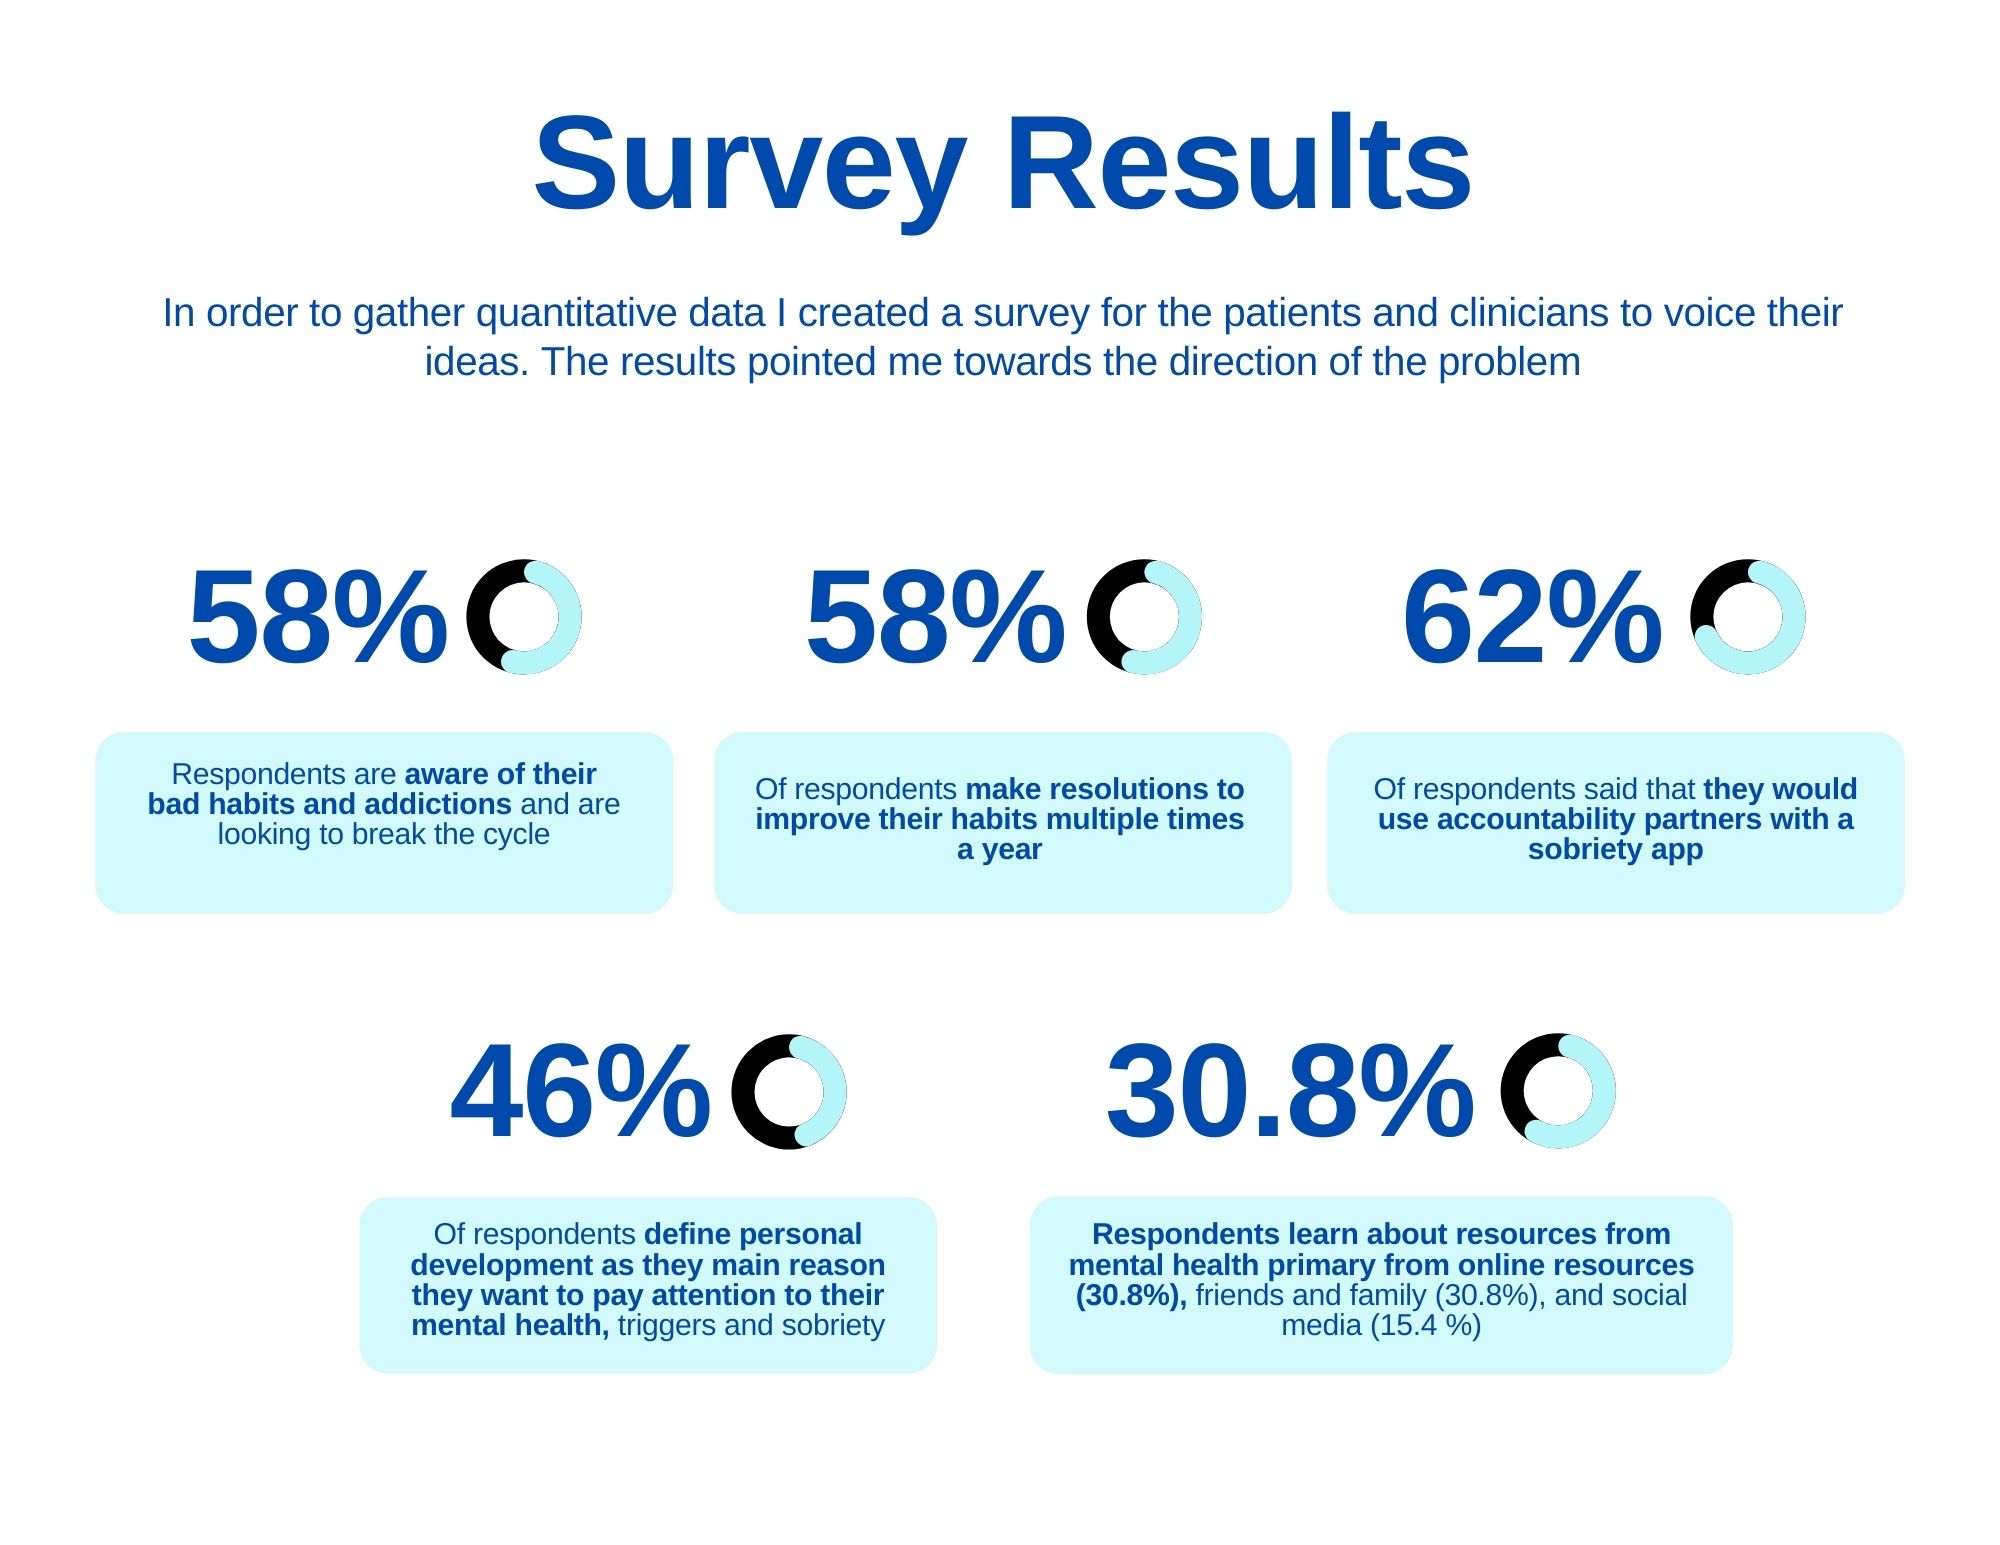 Survey Results
In order to gather quantitative data I created a survey for the patients and clinicians to voice their
ideas. The results pointed me towards the direction of the problem
58%
58%
62%
Respondents are aware of their
bad habits and addictions and are
looking to break the cycle
Of respondents make resolutions to
improve their habits multiple times
a year
Of respondents said that they would
use accountability partners with a
sobriety app
46%
30.8%
Of respondents define personal
development as they main reason
they want to pay attention to their
mental health, triggers and sobriety
Respondents learn about resources from
mental health primary from online resources
(30.8%), friends and family (30.8%), and social
media (15.4 %)